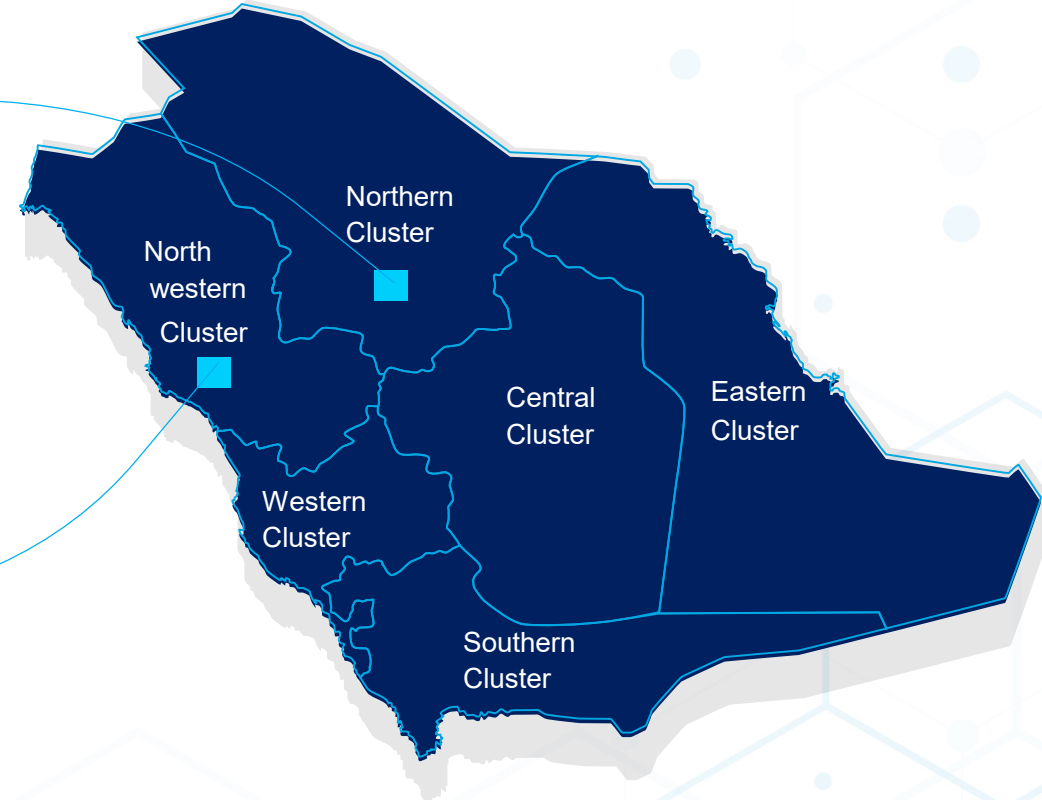 Northern
Cluster
North
western
Cluster
Central
Cluster
Eastern
Cluster
Western
Cluster
Southern
Cluster